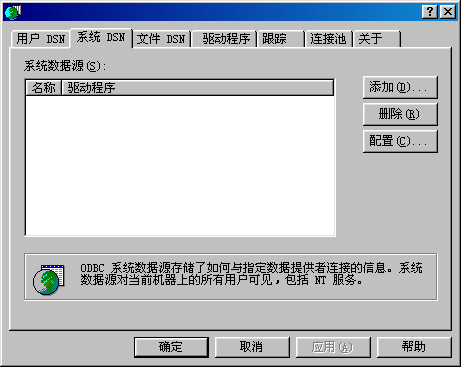 用户 DSN 系统 DSN 文件 DSN 驱动程序 跟踪 连接池 关于
系统数据源(S):
名称 驱动程序
添加(D)...
删除(R)
配置(C)...
ODBC 系统数据源存储了如何与指定数据提供者连接的信息。系统
数据源对当前机器上的所有用户可见,包括 NT 服务。
确定 取消 应用(A) 帮助